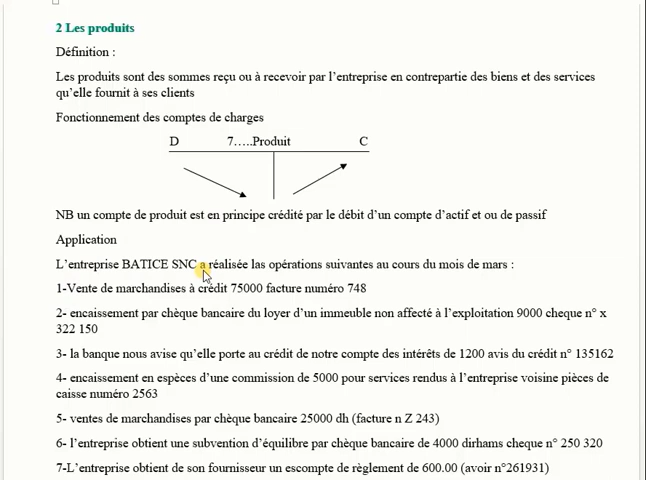 2 Les produits
Définition :
Les produits sont des sommes reçu ou à recevoir par l'entreprise en contrepartie des biens et des services
qu'elle fournit à ses clients
Fonctionnement des comptes de charges
D 7…..Produit C
NB un compte de produit est en principe crédité par le débit d'un compte d'actif et ou de passif
Application
L'entreprise BATICE SNC a réalisée las opérations suivantes au cours du mois de mars :
1-Vente de marchandises à crédit 75000 facture numéro 748
2- encaissement par chèque bancaire du loyer d'un immeuble non affecté à l'exploitation 9000 cheque n° x
322 150
3- la banque nous avise qu'elle porte au crédit de notre compte des intérêts de 1200 avis du crédit n° 135162
4- encaissement en espèces d'une commission de 5000 pour services rendus à l'entreprise voisine pièces de
caisse numéro 2563
5- ventes de marchandises par chèque bancaire 25000 dh (facture n Z 243)
6- l'entreprise obtient une subvention d'équilibre par chèque bancaire de 4000 dirhams cheque n° 250 320
7-L'entreprise obtient de son fournisseur un escompte de règlement de 600.00 (avoir n°261931)